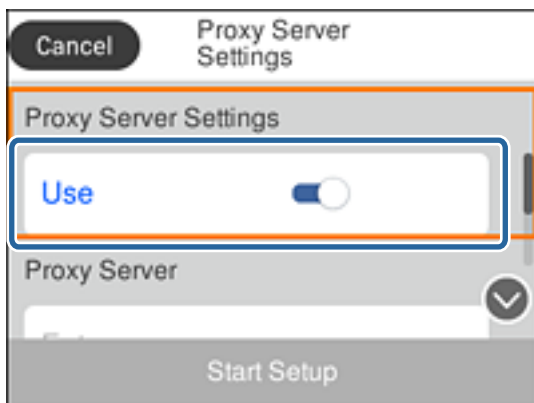 Cancel
Proxy Server
Settings
Proxy Server Settings
Use
Proxy Server
Start Setup